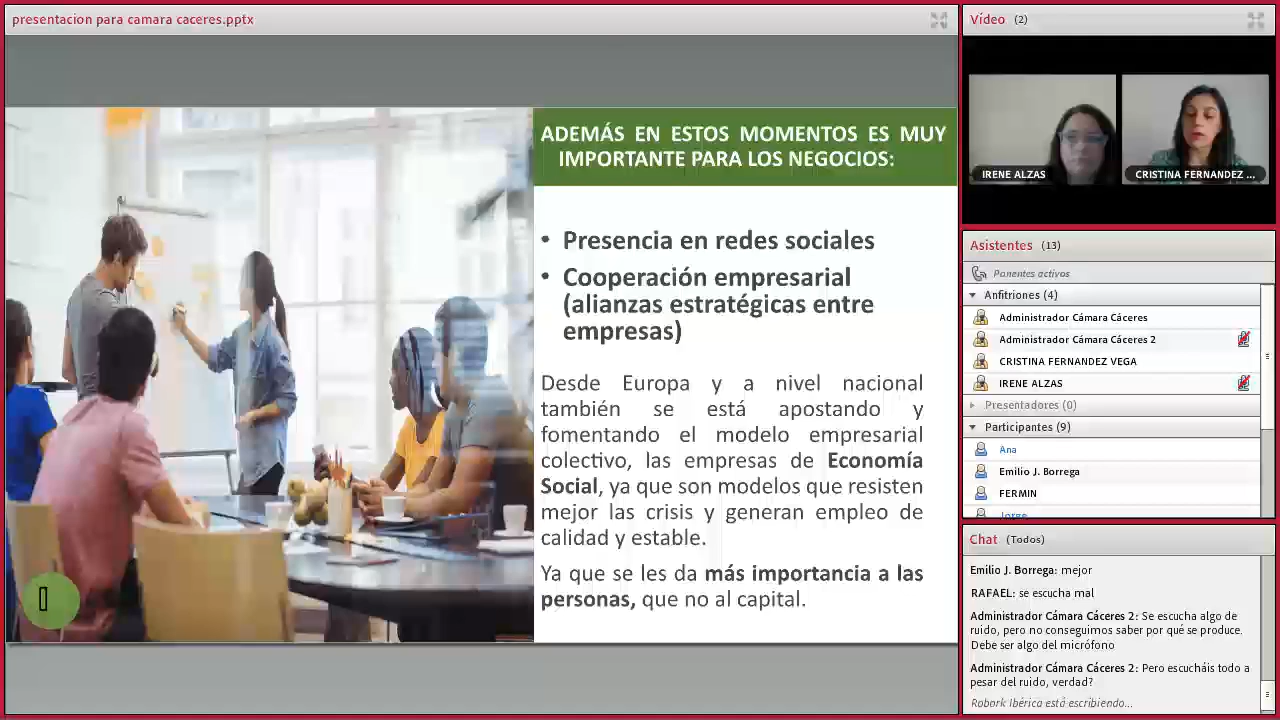 presentacion para camara caceres.pptx
ADEMÁS EN ESTOS MOMENTOS ES MUY
IMPORTANTE PARA LOS NEGOCIOS:
• Presencia en redes sociales
• Cooperación empresarial
(alianzas estratégicas entre
empresas)
Desde Europa y a nivel nacional
también se está apostando y
fomentando el modelo empresarial
colectivo, las empresas de Economía
Social, ya que son modelos que resisten
mejor las crisis y generan empleo de
calidad y estable.
Ya que se les da más importancia a las
personas, que no al capital.
Vídeo (2)
IRENE ALZAS
CRISTINA FERNANDEZ ...
Asistentes (13)
Ponentes activos
Anfitriones (4)
Administrador Cámara Cáceres
Administrador Cámara Cáceres 2
CRISTINA FERNANDEZ VEGA
IRENE ALZAS
Presentadores (0)
Participantes (9)
Ana
Emilio J. Borrega
FERMIN
Jorge
Chat (Todos)
Emilio J. Borrega: mejor
RAFAEL: se escucha mal
Administrador Cámara Cáceres 2: Se escucha algo de
ruido, pero no conseguimos saber por qué se produce.
Debe ser algo del micrófono
Administrador Cámara Cáceres 2: Pero escucháis todo a
pesar del ruido, verdad?
Robark Ibérica está escribiendo...